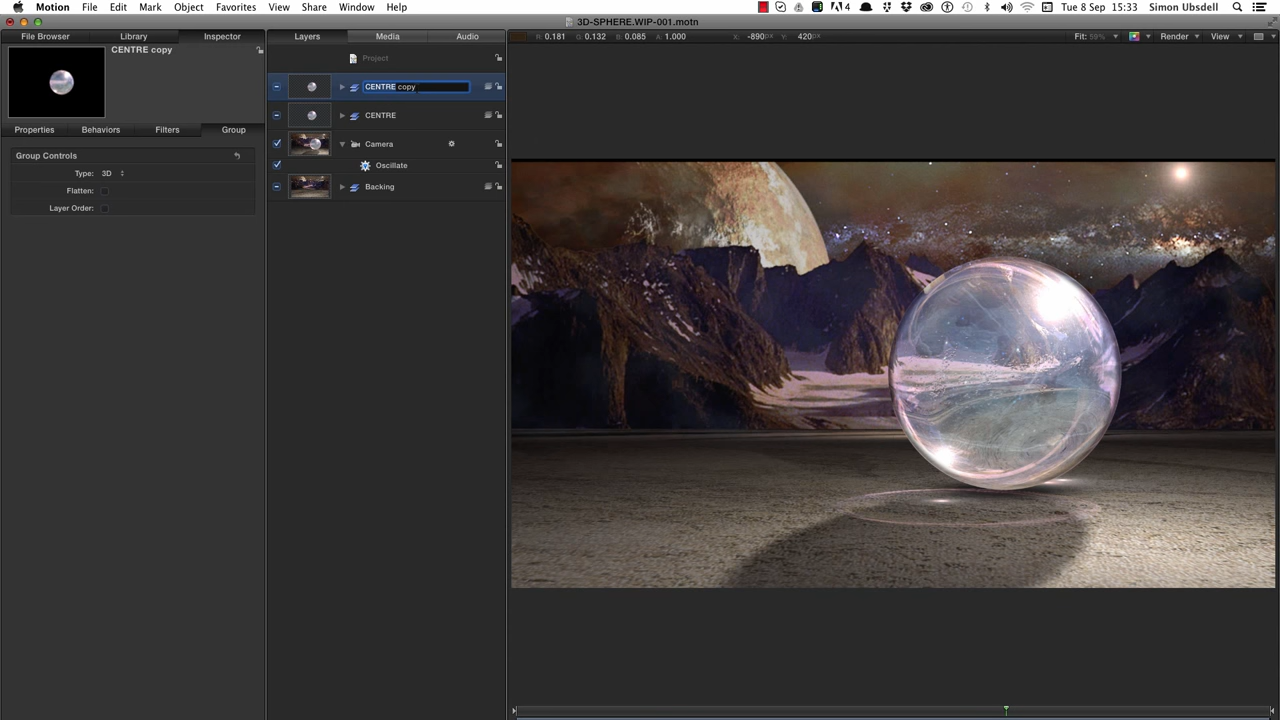 Motion File Edit Mark Object Favorites View Share Window Help 4 Tue 8 Sep 15:33 Simon Ubsdell
3D-SPHERE.WIP-001.motn
File Browser Library Inspector Layers Media Audio R: 0.181 G: 0.132 B: 0.085 A: 1.000 X: -890px Y: 420px Fit: 59% Render View
CENTRE copy
Project
CENTRE copy
CENTRE
Properties Behaviors Filters Group
Camera
Group Controls
Oscillate
Type: 3D
Backing
Flatten:
Layer Order: